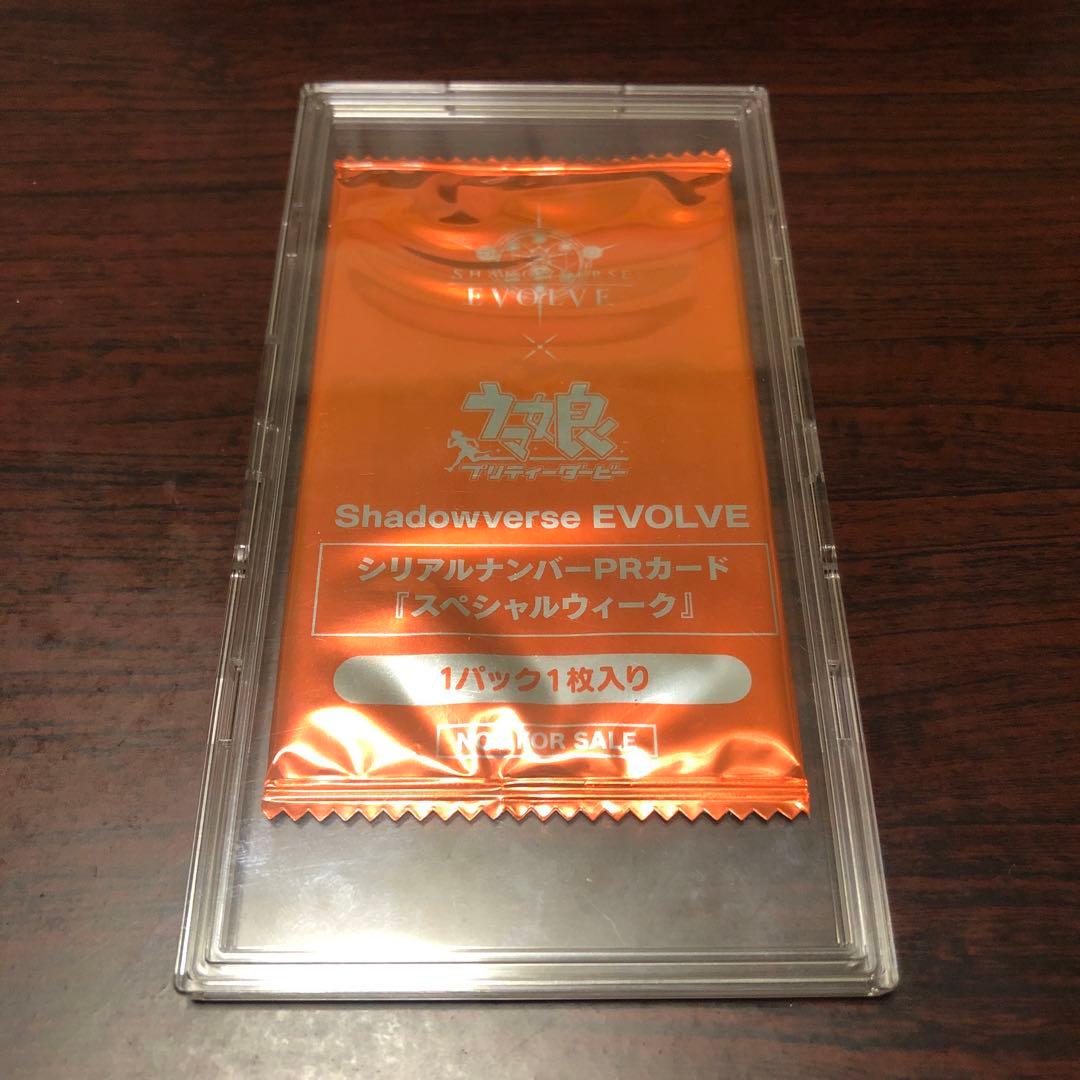 SHADOWVERSE
EVOLVE
×
ウマ娘
プリティーダービー
Shadowverse EVOLVE
シリアルナンバーPRカード
『スペシャルウィーク』
1パック1枚入り
NOT FOR SALE